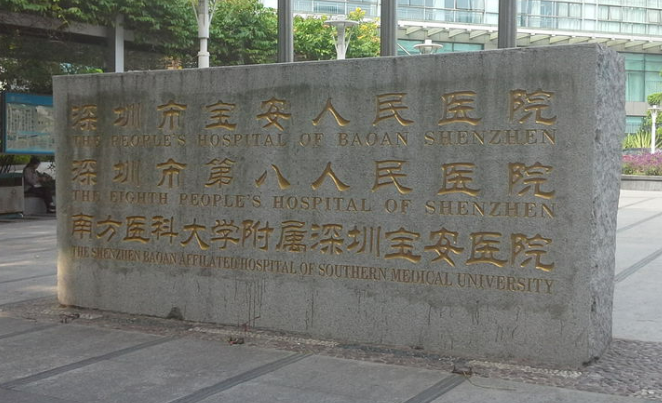 深圳市宝安人民医院
THE PEOPLE'S HOSPITAL OF BAOAN SHENZHEN
深圳市第八人民医院
THE EIGHTH PEOPLE'S HOSPITAL OF SHENZHEN
南方医科大学附属深圳宝安医院
THE SHENZHEN BAOAN AFFILIATED HOSPITAL OF SOUTHERN MEDICAL UNIVERSITY